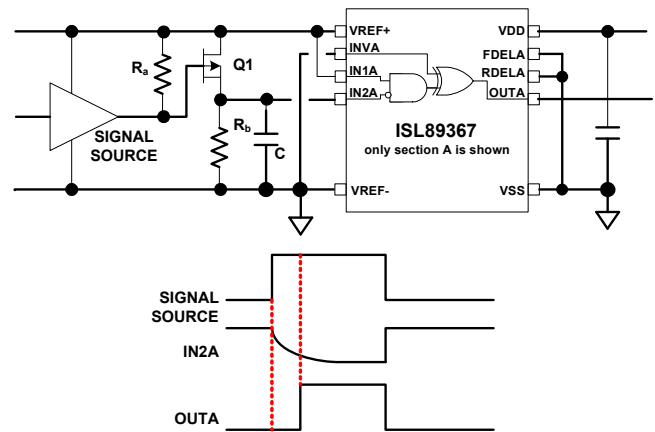 VREF+
VDD
INVA
FDELA
Ra
Q1
IN1A
RDELA
IN2A
OUTA
SIGNAL
SOURCE
Rb
C
ISL89367
only section A is shown
VREF-
VSS
SIGNAL
SOURCE
IN2A
OUTA